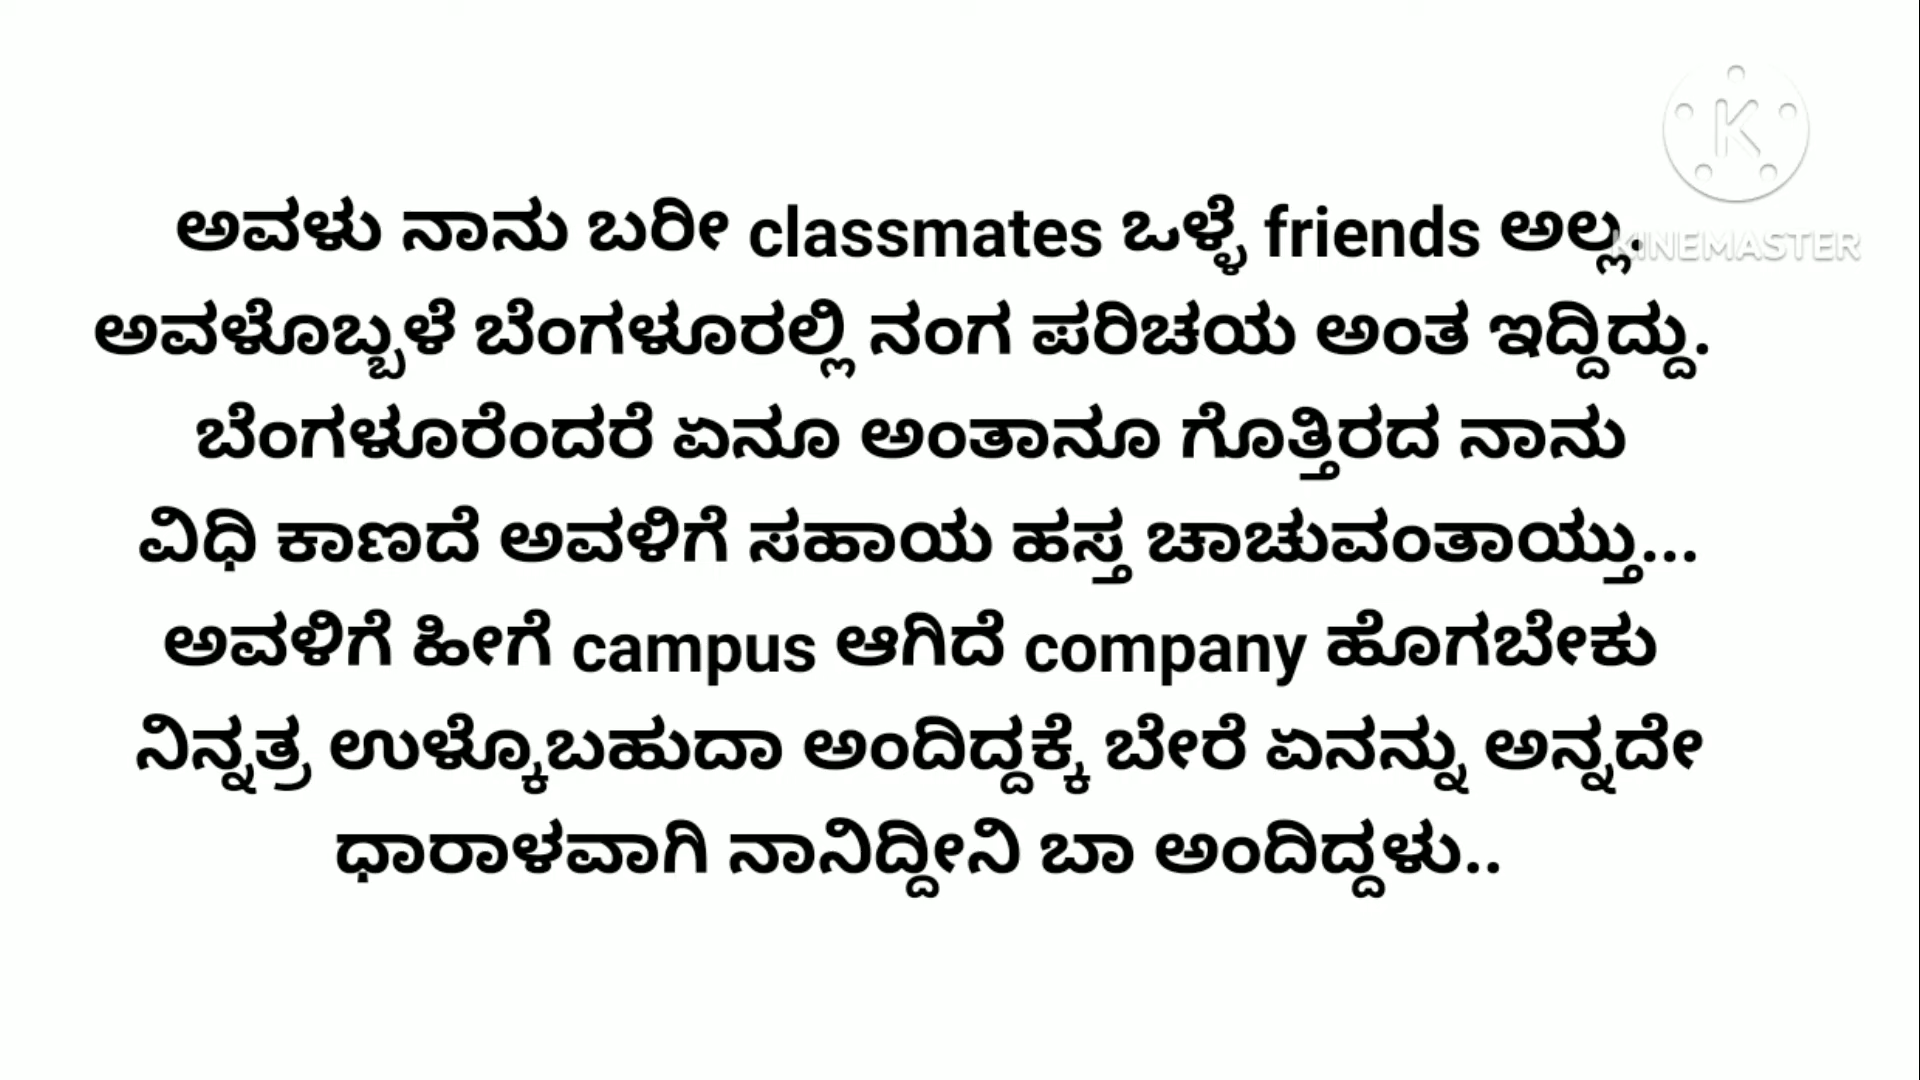 ಅವಳು ನಾನು ಬರೀ classmates ಒಳ್ಳೆ friends ಅಲ್ಲ.
KINEMASTER
ಅವಳೊಬ್ಬಳೆ ಬೆಂಗಳೂರಲ್ಲಿ ನಂಗ ಪರಿಚಯ ಅಂತ ಇದ್ದಿದ್ದು.
ಬೆಂಗಳೂರೆಂದರೆ ಏನೂ ಅಂತಾನೂ ಗೊತ್ತಿರದ ನಾನು
ವಿಧಿ ಕಾಣದೆ ಅವಳಿಗೆ ಸಹಾಯ ಹಸ್ತ ಚಾಚುವಂತಾಯ್ತು...
ಅವಳಿಗೆ ಹೀಗೆ campus ಆಗಿದೆ company ಹೊಗಬೇಕು
ನಿನ್ನತ್ರ ಉಳ್ಕೊಬಹುದಾ ಅಂದಿದ್ದಕ್ಕೆ ಬೇರೆ ಏನನ್ನು ಅನ್ನದೇ
ಧಾರಾಳವಾಗಿ ನಾನಿದ್ದೀನಿ ಬಾ ಅಂದಿದ್ದಳು..